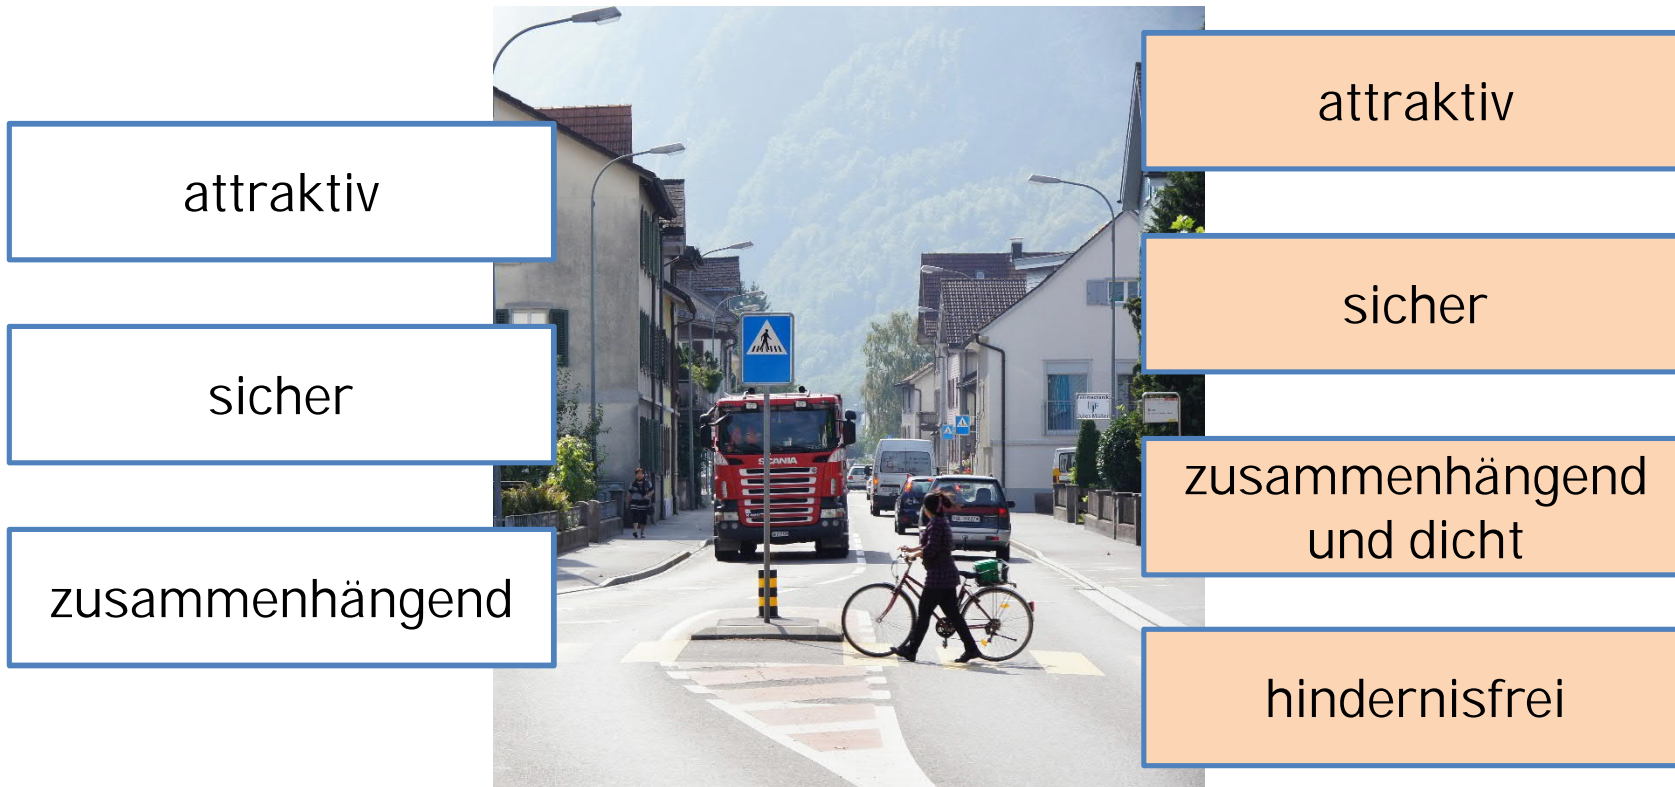 attraktiv
sicher
zusammenhängend
SCANIA
attraktiv
sicher
zusammenhängend
und dicht
hindernisfrei